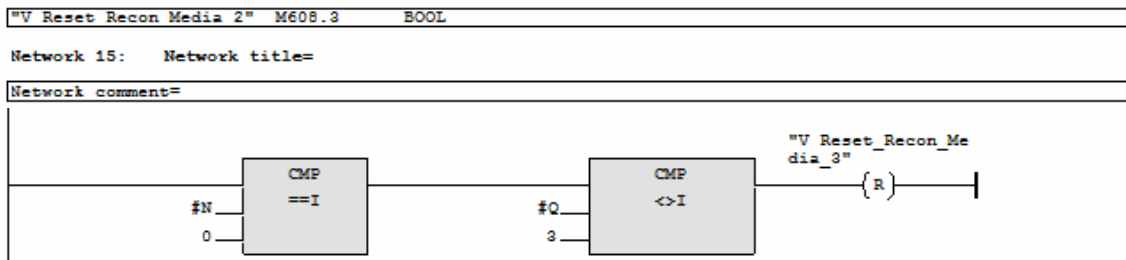 "V Reset Recon Media 2" M608.3 BOOL
Network 15: Network title=
Network comment=
"V Reset_Recon_Me
dia_3"
CMP
==I
#N
0
CMP
<>I
#Q
3
(R)